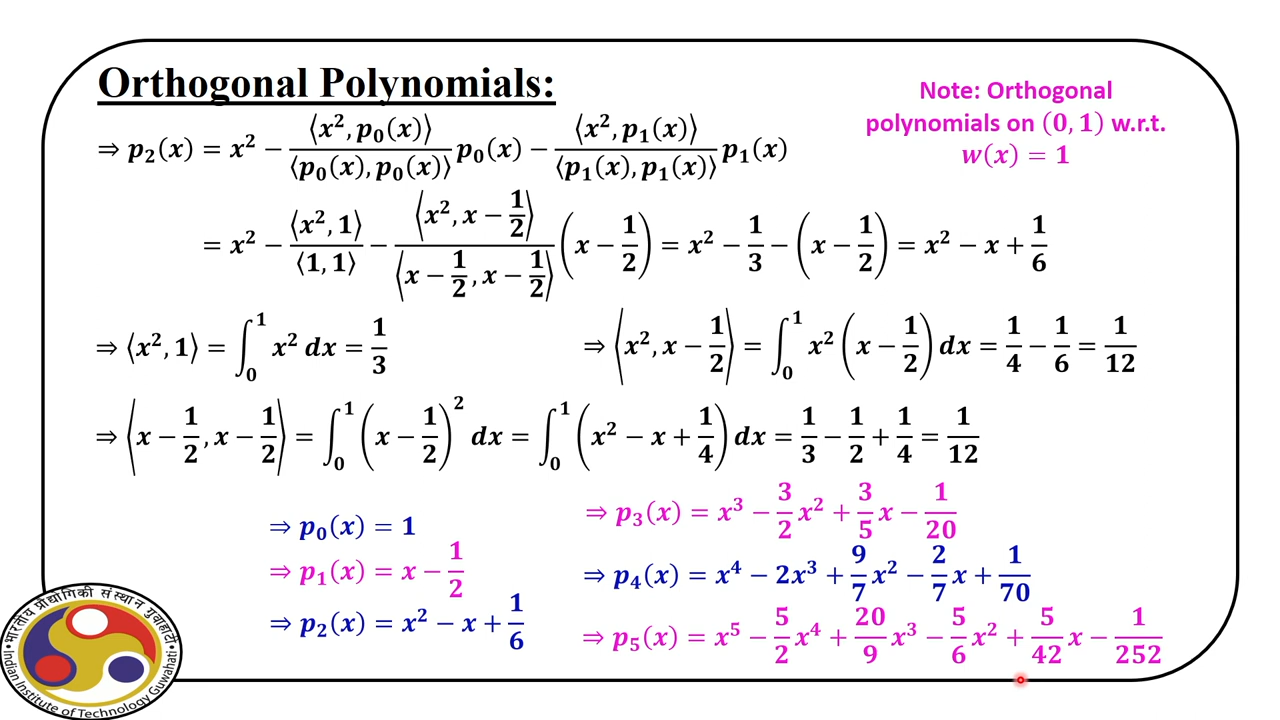 Orthogonal Polynomials:
Note: Orthogonal
polynomials on (0, 1) w.r.t.
w(x) = 1
⇒ p₂(x) = x² − ⟨x², p₀(x)⟩/⟨p₀(x), p₀(x)⟩ p₀(x) − ⟨x², p₁(x)⟩/⟨p₁(x), p₁(x)⟩ p₁(x)
= x² − ⟨x², 1⟩/⟨1, 1⟩ − ⟨x², x − 1/2⟩/⟨x − 1/2, x − 1/2⟩ (x − 1/2) = x² − 1/3 − (x − 1/2) = x² − x + 1/6
⇒ ⟨x², 1⟩ = ∫₀¹ x² dx = 1/3
⇒ ⟨x², x − 1/2⟩ = ∫₀¹ x² (x − 1/2) dx = 1/4 − 1/6 = 1/12
⇒ ⟨x − 1/2, x − 1/2⟩ = ∫₀¹ (x − 1/2)² dx = ∫₀¹ (x² − x + 1/4) dx = 1/3 − 1/2 + 1/4 = 1/12
⇒ p₀(x) = 1
⇒ p₁(x) = x − 1/2
⇒ p₂(x) = x² − x + 1/6
⇒ p₃(x) = x³ − 3/2 x² + 3/5 x − 1/20
⇒ p₄(x) = x⁴ − 2x³ + 9/7 x² − 2/7 x + 1/70
⇒ p₅(x) = x⁵ − 5/2 x⁴ + 20/9 x³ − 5/6 x² + 5/42 x − 1/252
भारतीय प्रौद्योगिकी संस्थान गुवाहाटी
Indian Institute of Technology Guwahati